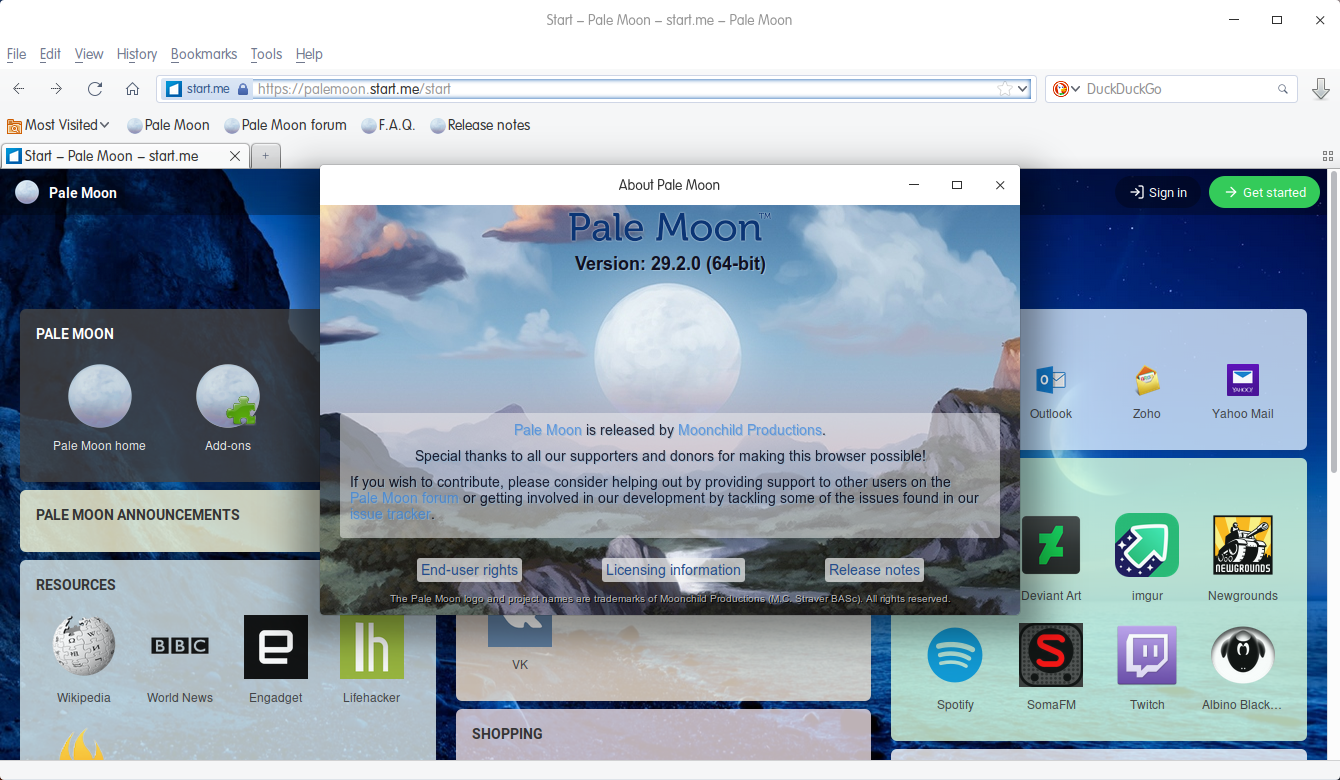 Start – Pale Moon – start.me – Pale Moon
File Edit View History Bookmarks Tools Help
start.me https://palemoon.start.me/start DuckDuckGo
Most Visited Pale Moon Pale Moon forum F.A.Q. Release notes
Start – Pale Moon – start.me
Pale Moon
Sign in Get started
About Pale Moon
Pale Moon™
Version: 29.2.0 (64-bit)
Pale Moon is released by Moonchild Productions.
Special thanks to all our supporters and donors for making this browser possible!
If you wish to contribute, please consider helping out by providing support to other users on the
Pale Moon forum or getting involved in our development by tackling some of the issues found in our
issue tracker.
End-user rights Licensing information Release notes
The Pale Moon logo and project names are trademarks of Moonchild Productions (M.C. Straver BASc). All rights reserved.
PALE MOON
Pale Moon home Add-ons
PALE MOON ANNOUNCEMENTS
RESOURCES
BBC
Wikipedia World News Engadget Lifehacker
VK
SHOPPING
YAHOO!
Outlook Zoho Yahoo Mail
NEWGROUNDS
Deviant Art imgur Newgrounds
Spotify SomaFM Twitch Albino Black...